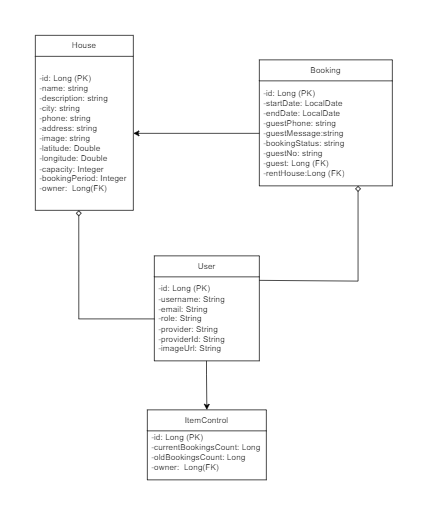 House
-id: Long (PK)
-name: string
-description: string
-city: string
-phone: string
-address: string
-image: string
-latitude: Double
-longitude: Double
-capacity: Integer
-bookingPeriod: Integer
-owner:  Long(FK)
Booking
-id: Long (PK)
-startDate: LocalDate
-endDate: LocalDate
-guestPhone: string
-guestMessage:string
-bookingStatus: string
-guestNo: string
-guest: Long (FK)
-rentHouse:Long (FK)
User
-id: Long (PK)
-username: String
-email: String
-role: String
-provider: String
-providerId: String
-imageUrl: String
ItemControl
-id: Long (PK)
-currentBookingsCount: Long
-oldBookingsCount: Long
-owner:  Long(FK)